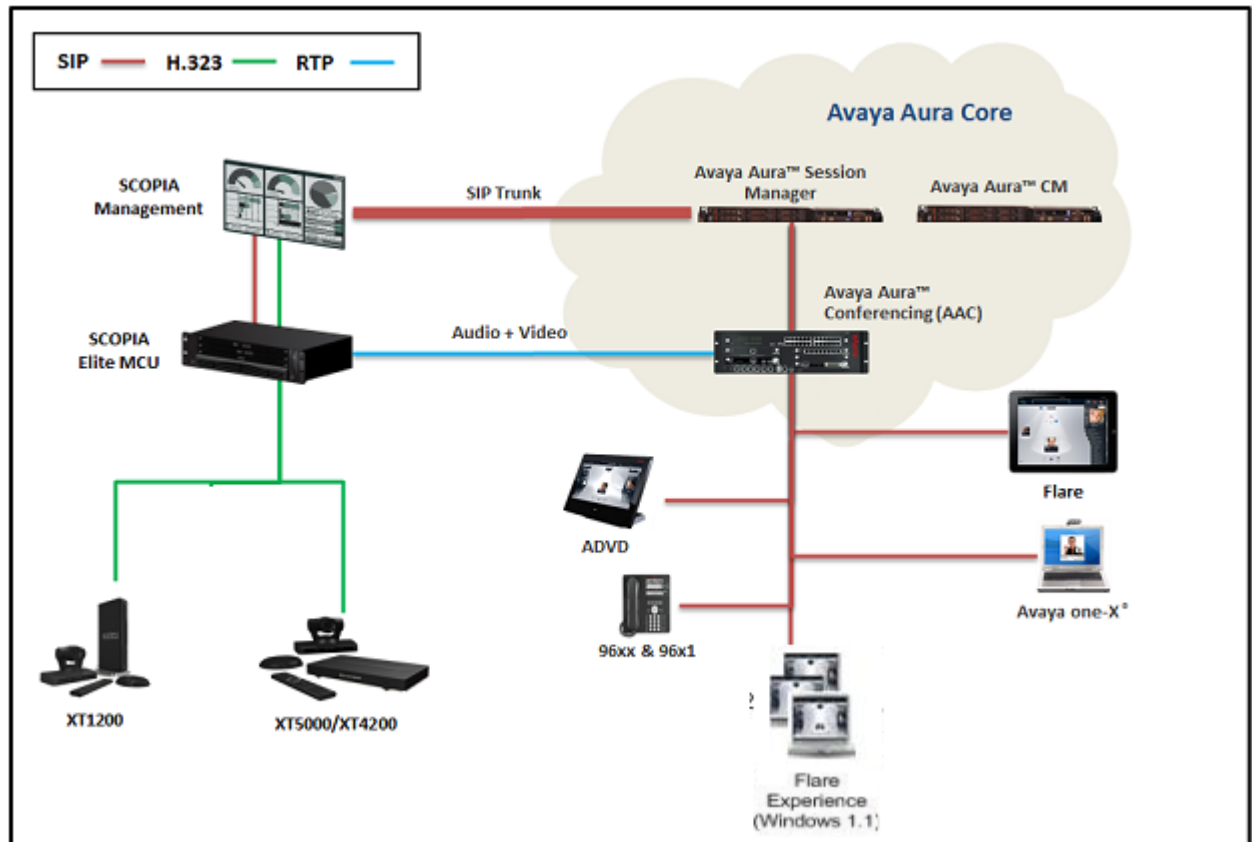 SIP H.323 RTP
Avaya Aura Core
SCOPIA
Management
SIP Trunk
Avaya Aura™ Session
Manager
Avaya Aura™ CM
SCOPIA
Elite MCU
Audio + Video
Avaya Aura™
Conferencing (AAC)
Flare
ADVD
Avaya one-X®
96xx & 96x1
XT1200
XT5000/XT4200
Flare
Experience
(Windows 1.1)